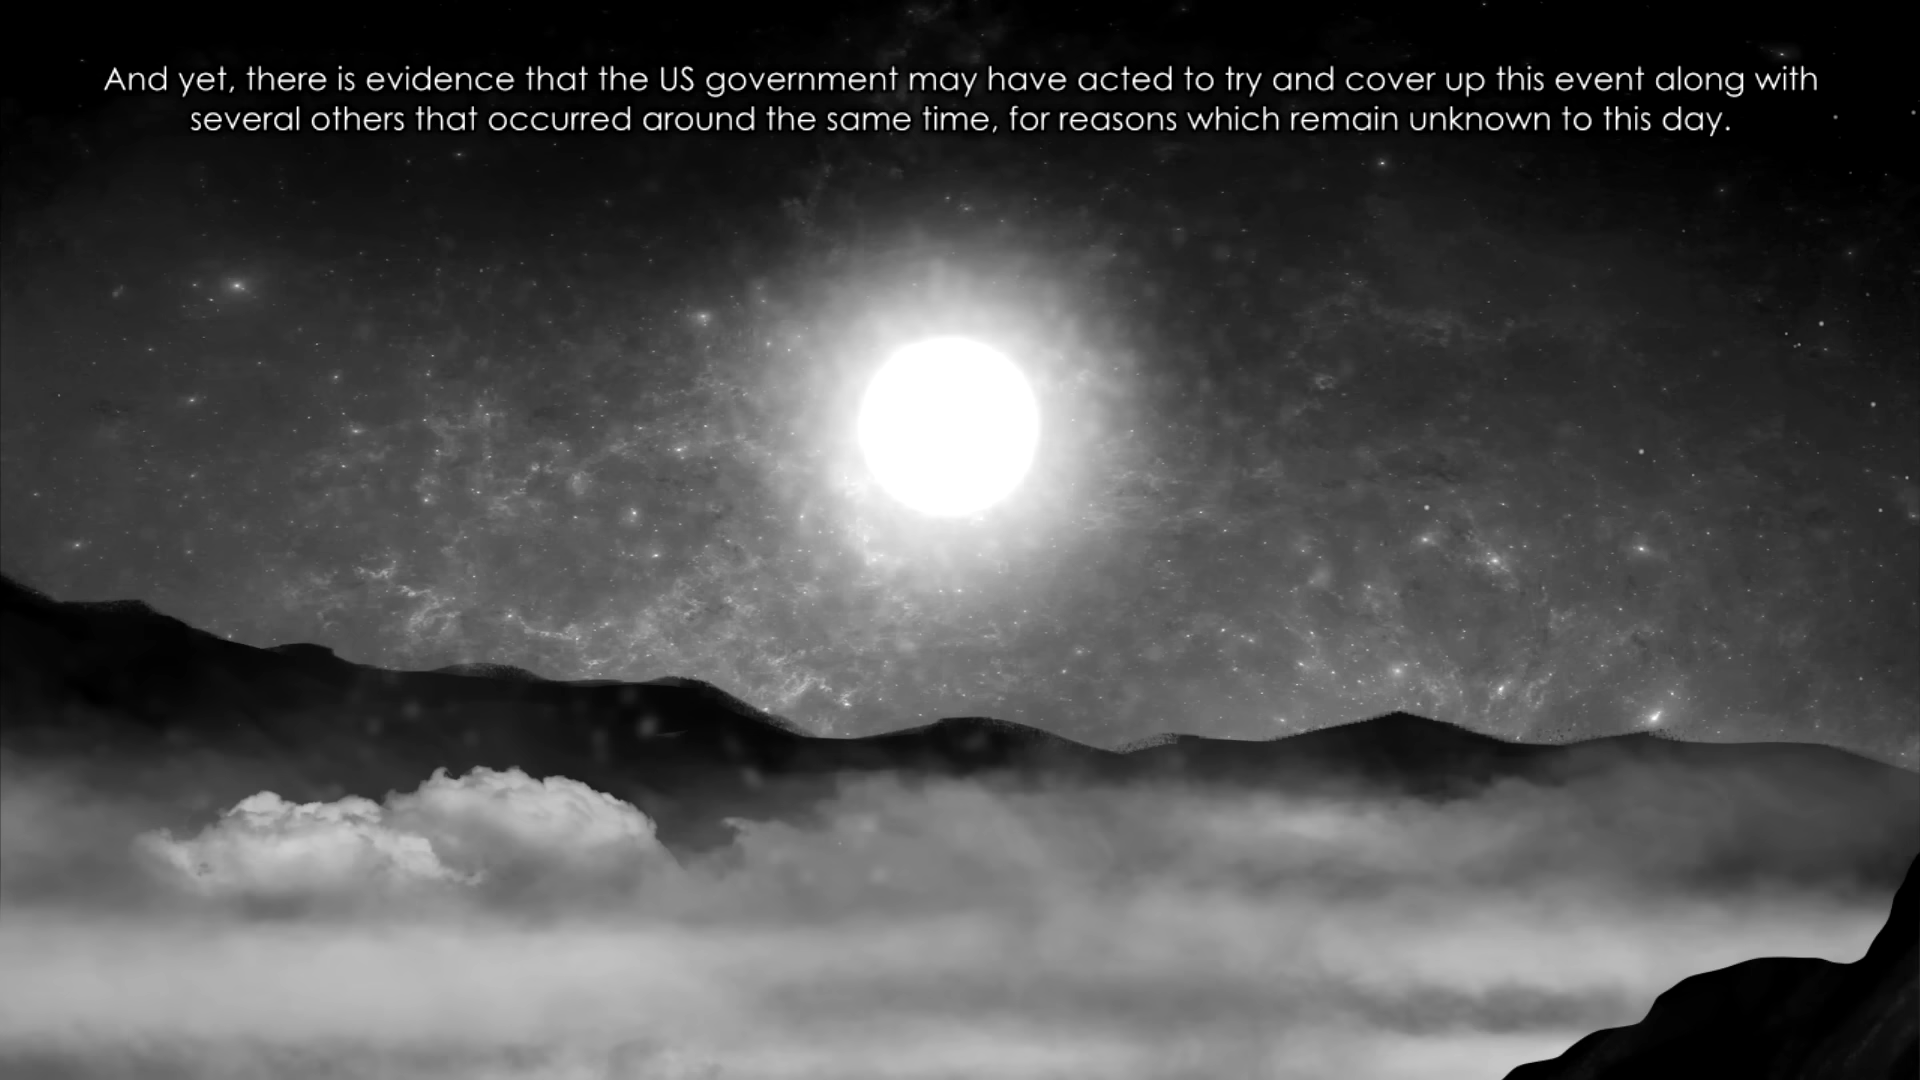 And yet, there is evidence that the US government may have acted to try and cover up this event along with
several others that occurred around the same time, for reasons which remain unknown to this day.